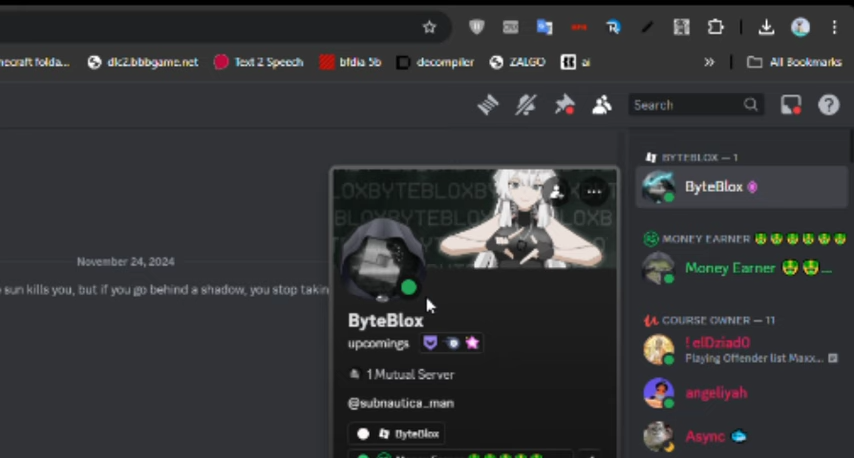 necraft folda...
dlc2.bbbgame.net
Text 2 Speech
bfdia 5b
decompiler
ZALGO
ai
»
All Bookmarks
Search
LOXBYTEBLOXBY
BYTEBLOX — 1
ByteBlox
MONEY EARNER
Money Earner
November 24, 2024
sun kills you, but if you go behind a shadow, you stop takin
ByteBlox
upcomings
1 Mutual Server
@subnautica_man
ByteBlox
COURSE OWNER — 11
! elDziad0
Playing Offender list Maxx...
angeliyah
Async